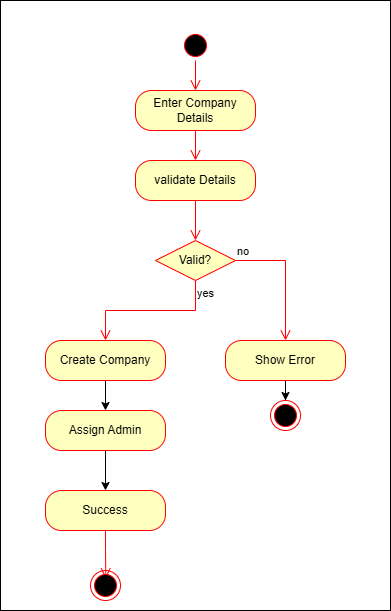 Enter Company
Details
validate Details
Valid?
no
yes
Create Company
Show Error
Assign Admin
Success